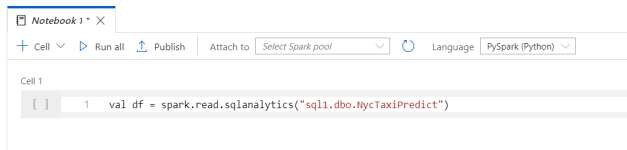 Notebook 1 *
Cell Run all Publish Attach to Select Spark pool Language PySpark (Python)
Cell 1
[ ] 1 val df = spark.read.sqlanalytics("sql1.dbo.NycTaxiPredict")